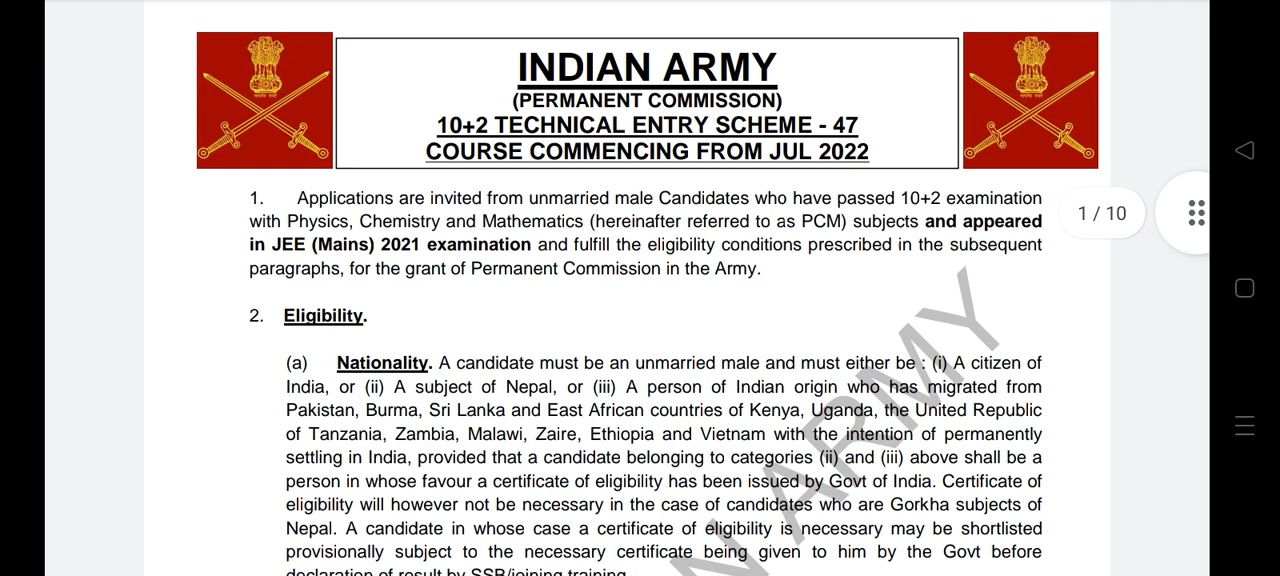 INDIAN ARMY
(PERMANENT COMMISSION)
10+2 TECHNICAL ENTRY SCHEME - 47
COURSE COMMENCING FROM JUL 2022
1. Applications are invited from unmarried male Candidates who have passed 10+2 examination
with Physics, Chemistry and Mathematics (hereinafter referred to as PCM) subjects and appeared
in JEE (Mains) 2021 examination and fulfill the eligibility conditions prescribed in the subsequent
paragraphs, for the grant of Permanent Commission in the Army.
1 / 10
2. Eligibility.
(a) Nationality. A candidate must be an unmarried male and must either be : (i) A citizen of
India, or (ii) A subject of Nepal, or (iii) A person of Indian origin who has migrated from
Pakistan, Burma, Sri Lanka and East African countries of Kenya, Uganda, the United Republic
of Tanzania, Zambia, Malawi, Zaire, Ethiopia and Vietnam with the intention of permanently
settling in India, provided that a candidate belonging to categories (ii) and (iii) above shall be a
person in whose favour a certificate of eligibility has been issued by Govt of India. Certificate of
eligibility will however not be necessary in the case of candidates who are Gorkha subjects of
Nepal. A candidate in whose case a certificate of eligibility is necessary may be shortlisted
provisionally subject to the necessary certificate being given to him by the Govt before
declaration of result by SSB/joining training.
N ARMY